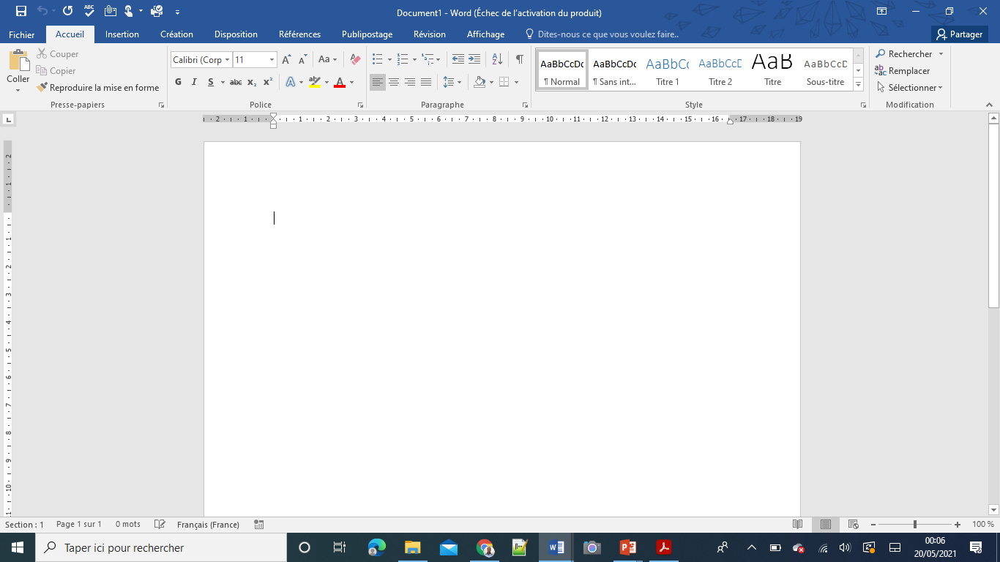 Document1 - Word (Échec de l'activation du produit)
Fichier Accueil Insertion Création Disposition Références Publipostage Révision Affichage Dites-nous ce que vous voulez faire.. Partager
Coller
Couper
Copier
Reproduire la mise en forme
Presse-papiers
Calibri (Corp 11
G I S abc x₂ x²
Police
Paragraphe
AaBbCcDc AaBbCcDc AaBbC( AaBbCcD AaB AaBbCcD
¶ Normal ¶ Sans int... Titre 1 Titre 2 Titre Sous-titre
Style
Rechercher
Remplacer
Sélectionner
Modification
2 1 1 2 3 4 5 6 7 8 9 10 11 12 13 14 15 16 17 18 19
2
1
1
2
3
4
5
6
7
8
9
10
Section : 1 Page 1 sur 1 0 mots Français (France) 100 %
Taper ici pour rechercher
00:06
20/05/2021